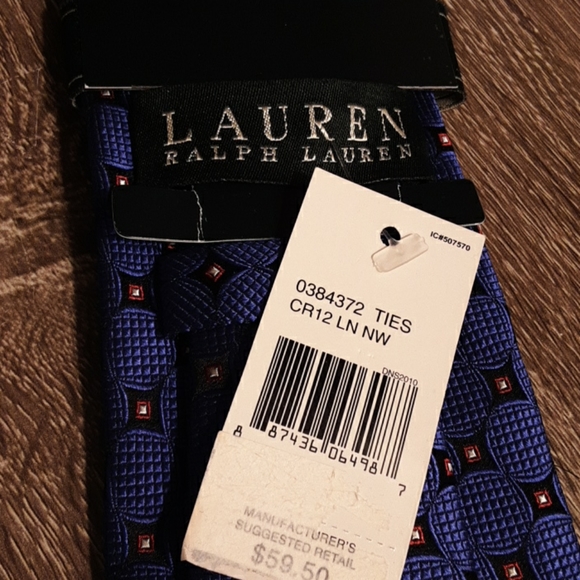 LAUREN
RALPH LAUREN
IC#507570
0384372 TIES
CR12 LN NW
DNS2010
8 87436 06498 7
MANUFACTURER'S
SUGGESTED RETAIL
$59.50